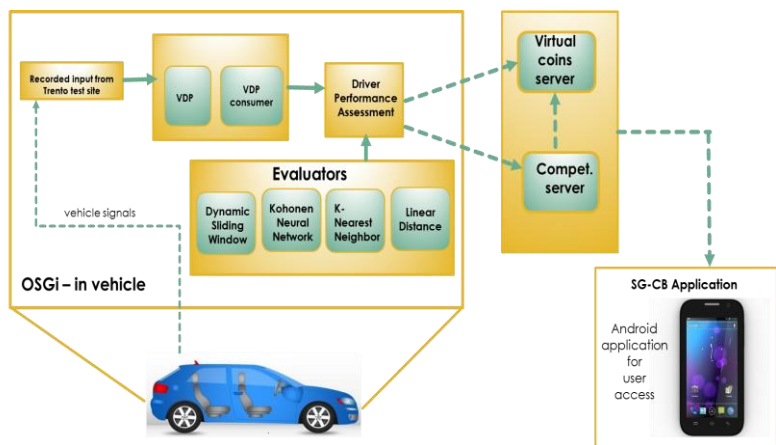 Recorded input from
Trento test site
VDP
VDP
consumer
Driver
Performance
Assessment
Virtual
coins
server
Compet.
server
Evaluators
Dynamic
Sliding
Window
Kohonen
Neural
Network
K-
Nearest
Neighbor
Linear
Distance
vehicle signals
OSGi – in vehicle
SG-CB Application
Android
application
for
user
access